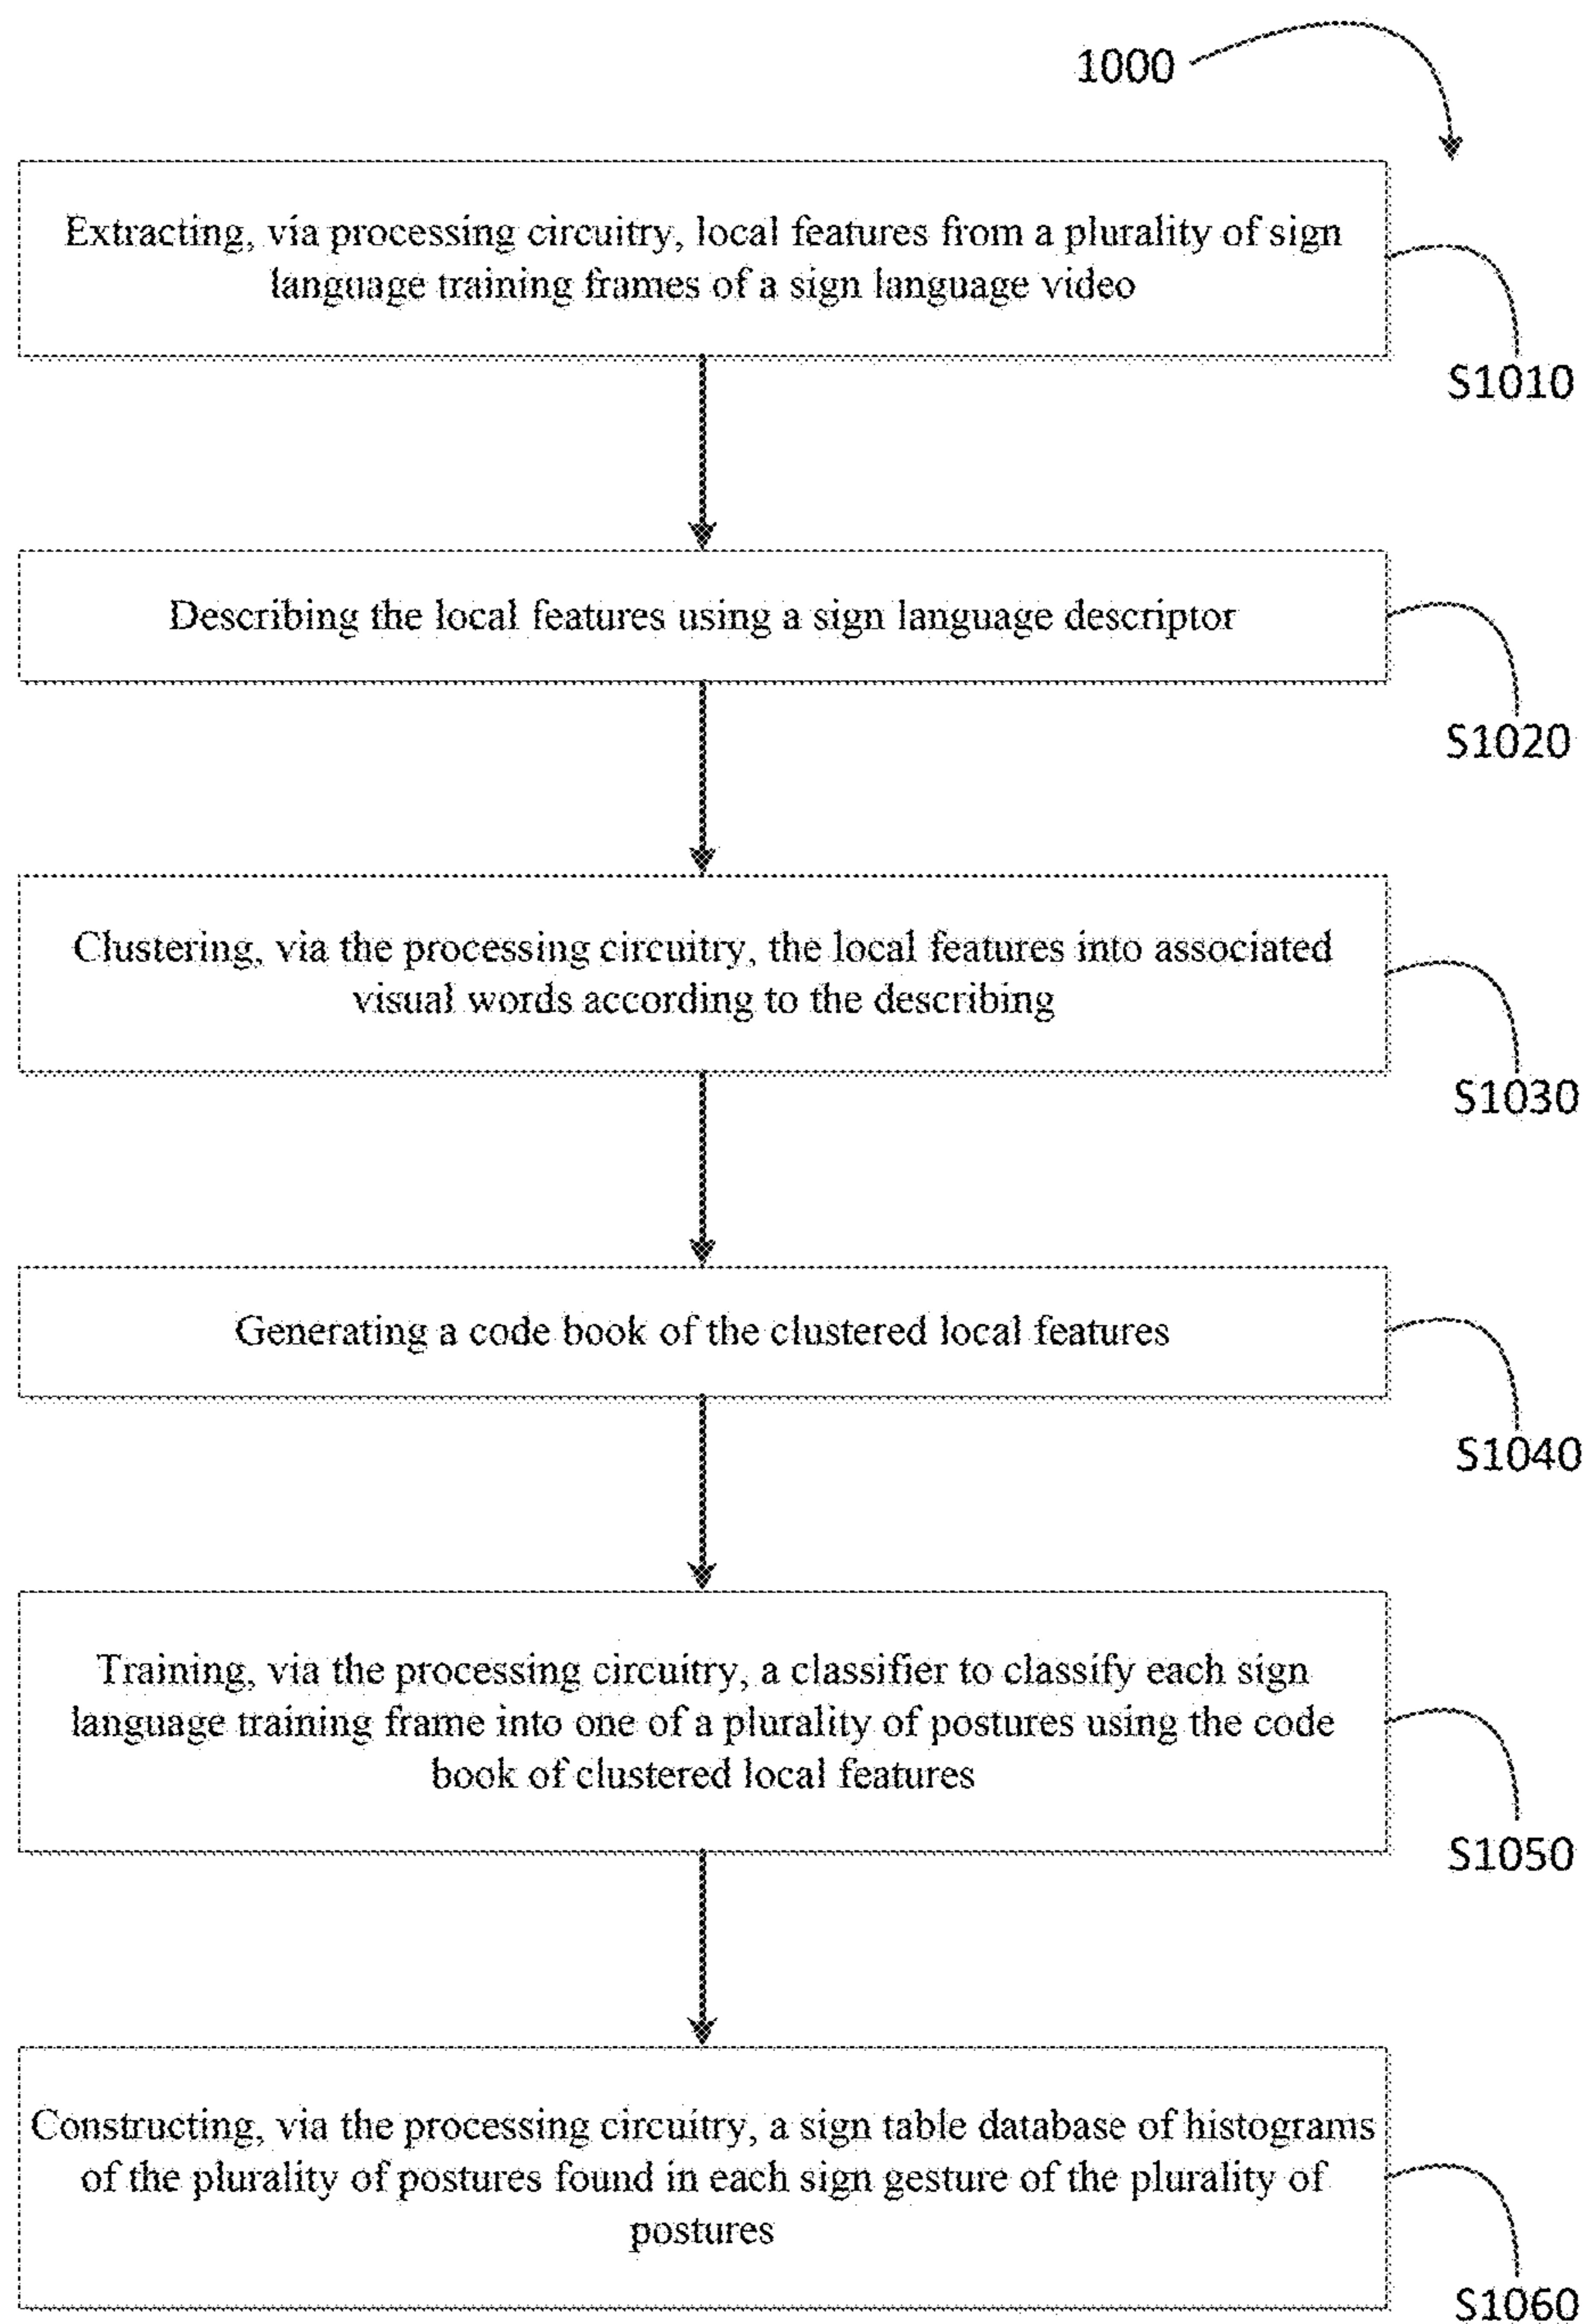 1000
Extracting, via processing circuitry, local features from a plurality of sign
language training frames of a sign language video
S1010
Describing the local features using a sign language descriptor
S1020
Clustering, via the processing circuitry, the local features into associated
visual words according to the describing
S1030
Generating a code book of the clustered local features
S1040
Training, via the processing circuitry, a classifier to classify each sign
language training frame into one of a plurality of postures using the code
book of clustered local features
S1050
Constructing, via the processing circuitry, a sign table database of histograms
of the plurality of postures found in each sign gesture of the plurality of
postures
S1060